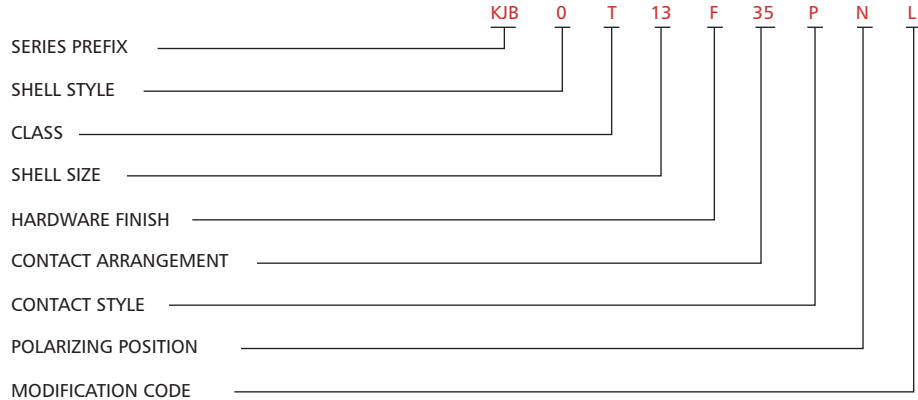 KJB 0 T 13 F 35 P N L
SERIES PREFIX
SHELL STYLE
CLASS
SHELL SIZE
HARDWARE FINISH
CONTACT ARRANGEMENT
CONTACT STYLE
POLARIZING POSITION
MODIFICATION CODE